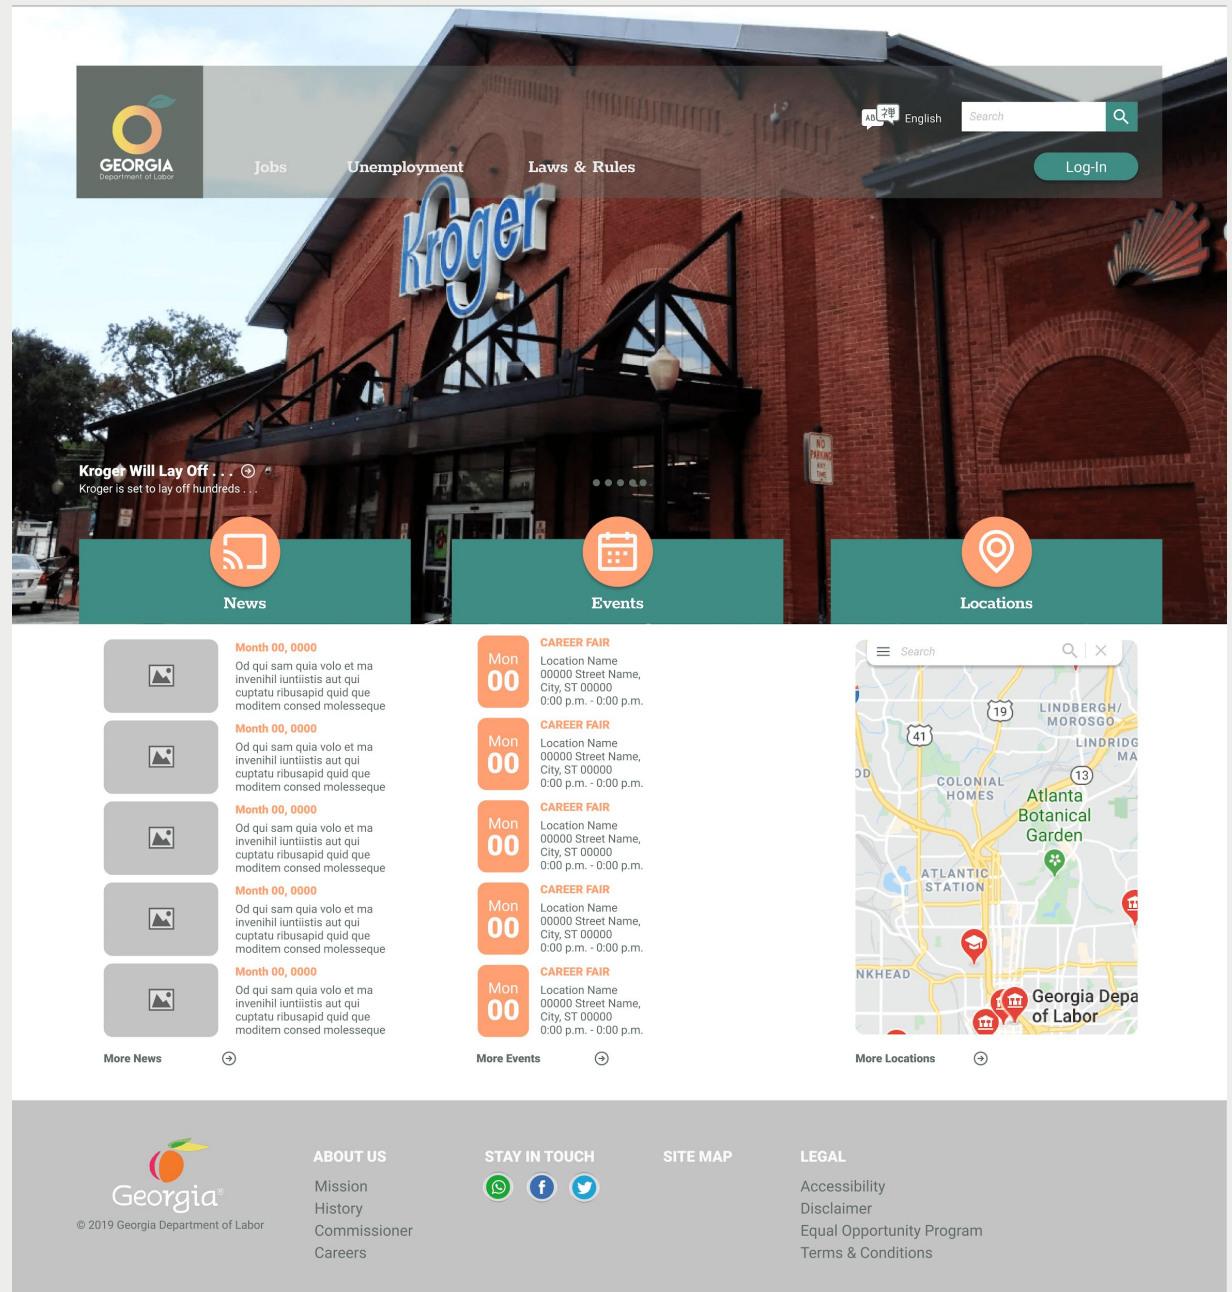 GEORGIA
Department of Labor
AB 禅 English
Search
Jobs Unemployment Laws & Rules
Log-In
Kroger
NO
PARKING
ANY
TIME
Kroger Will Lay Off . . .
Kroger is set to lay off hundreds . . .
News
Events
Locations
Month 00, 0000
Od qui sam quia volo et ma
invenihil iuntiistis aut qui
cuptatu ribusapid quid que
moditem consed molesseque
Month 00, 0000
Od qui sam quia volo et ma
invenihil iuntiistis aut qui
cuptatu ribusapid quid que
moditem consed molesseque
Month 00, 0000
Od qui sam quia volo et ma
invenihil iuntiistis aut qui
cuptatu ribusapid quid que
moditem consed molesseque
Month 00, 0000
Od qui sam quia volo et ma
invenihil iuntiistis aut qui
cuptatu ribusapid quid que
moditem consed molesseque
Month 00, 0000
Od qui sam quia volo et ma
invenihil iuntiistis aut qui
cuptatu ribusapid quid que
moditem consed molesseque
More News
Mon
00
CAREER FAIR
Location Name
00000 Street Name,
City, ST 00000
0:00 p.m. - 0:00 p.m.
Mon
00
CAREER FAIR
Location Name
00000 Street Name,
City, ST 00000
0:00 p.m. - 0:00 p.m.
Mon
00
CAREER FAIR
Location Name
00000 Street Name,
City, ST 00000
0:00 p.m. - 0:00 p.m.
Mon
00
CAREER FAIR
Location Name
00000 Street Name,
City, ST 00000
0:00 p.m. - 0:00 p.m.
Mon
00
CAREER FAIR
Location Name
00000 Street Name,
City, ST 00000
0:00 p.m. - 0:00 p.m.
More Events
Search
19
LINDBERGH/
MOROSGO
41
LINDRIDG
MA
OD
13
COLONIAL
HOMES
Atlanta
Botanical
Garden
ATLANTIC
STATION
NKHEAD
Georgia Depa
of Labor
More Locations
Georgia®
© 2019 Georgia Department of Labor
ABOUT US
Mission
History
Commissioner
Careers
STAY IN TOUCH
SITE MAP
LEGAL
Accessibility
Disclaimer
Equal Opportunity Program
Terms & Conditions